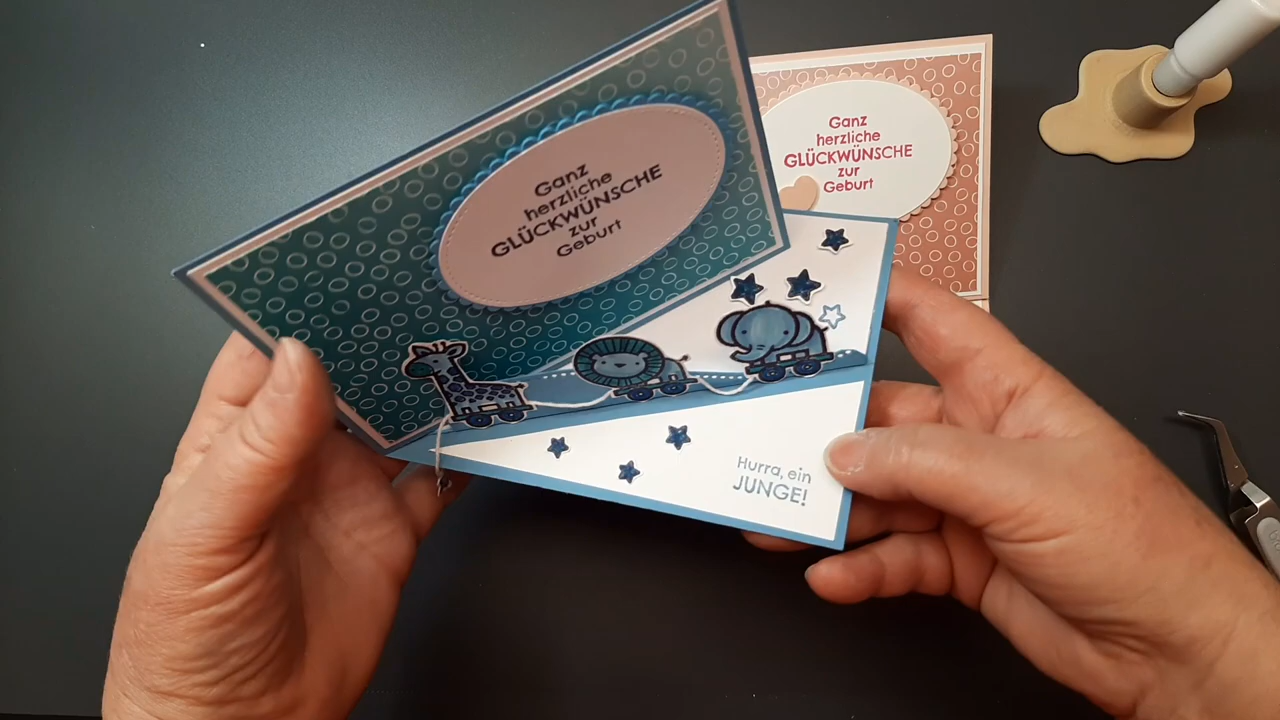 Ganz
herzliche
GLÜCKWÜNSCHE
zur
Geburt
Ganz
herzliche
GLÜCKWÜNSCHE
zur
Geburt
Hurra, ein
JUNGE!